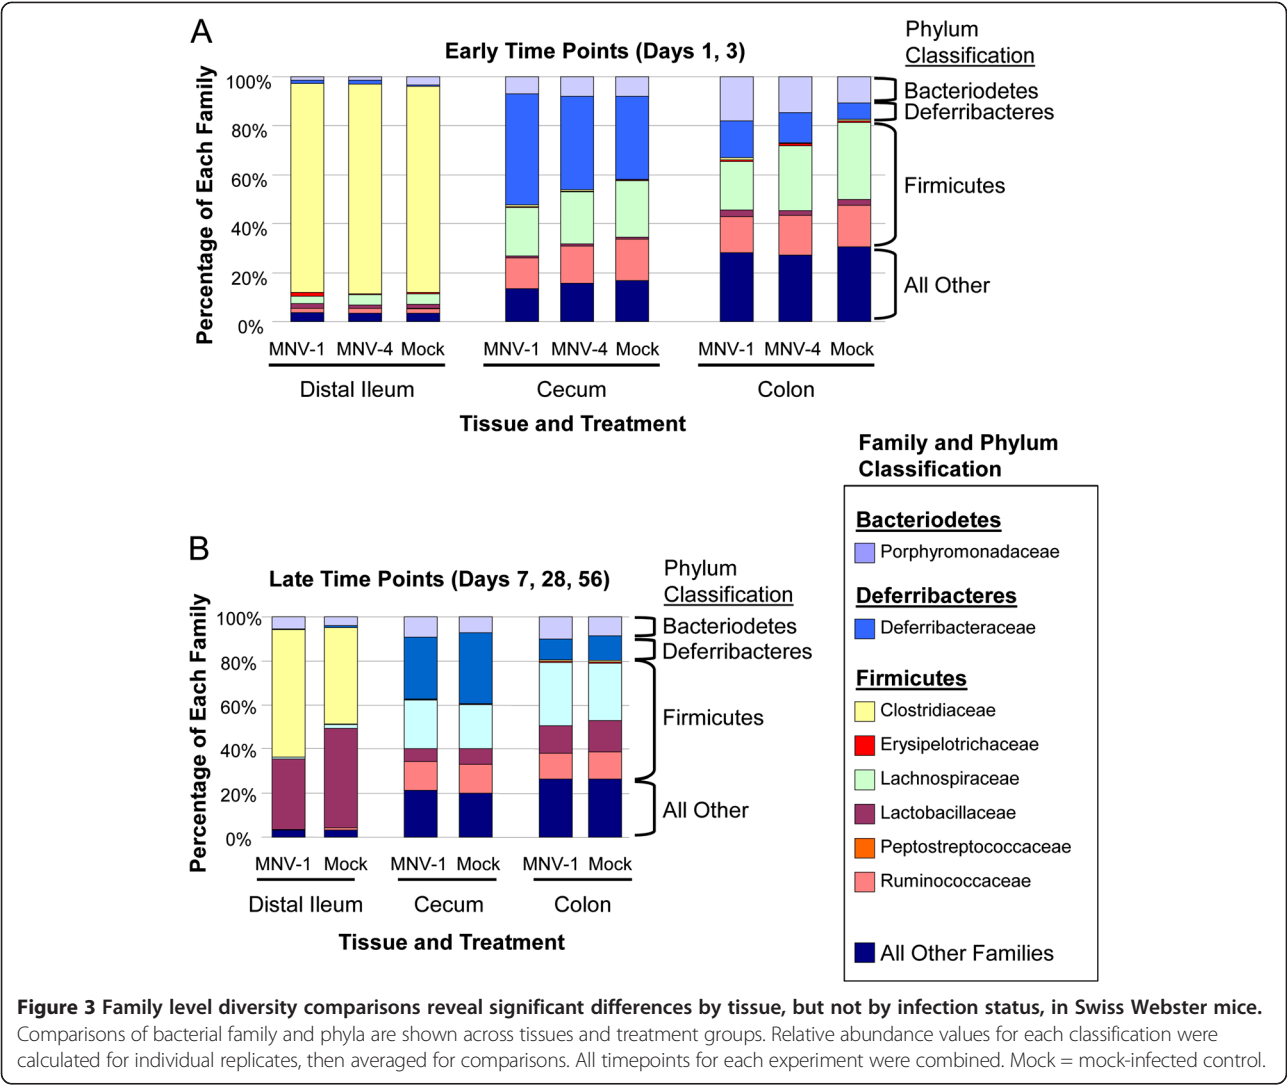 A
Early Time Points (Days 1, 3)
Phylum
Classification
Percentage of Each Family
100%
80%
60%
40%
20%
0%
Bacteriodetes
Deferribacteres
Firmicutes
All Other
MNV-1 MNV-4 Mock MNV-1 MNV-4 Mock MNV-1 MNV-4 Mock
Distal Ileum Cecum Colon
Tissue and Treatment
B
Late Time Points (Days 7, 28, 56)
Phylum
Classification
Percentage of Each Family
100%
80%
60%
40%
20%
0%
Bacteriodetes
Deferribacteres
Firmicutes
All Other
MNV-1 Mock MNV-1 Mock MNV-1 Mock
Distal Ileum Cecum Colon
Tissue and Treatment
Family and Phylum
Classification
Bacteriodetes
Porphyromonadaceae
Deferribacteres
Deferribacteraceae
Firmicutes
Clostridiaceae
Erysipelotrichaceae
Lachnospiraceae
Lactobacillaceae
Peptostreptococcaceae
Ruminococcaceae
All Other Families
Figure 3 Family level diversity comparisons reveal significant differences by tissue, but not by infection status, in Swiss Webster mice.
Comparisons of bacterial family and phyla are shown across tissues and treatment groups. Relative abundance values for each classification were
calculated for individual replicates, then averaged for comparisons. All timepoints for each experiment were combined. Mock = mock-infected control.